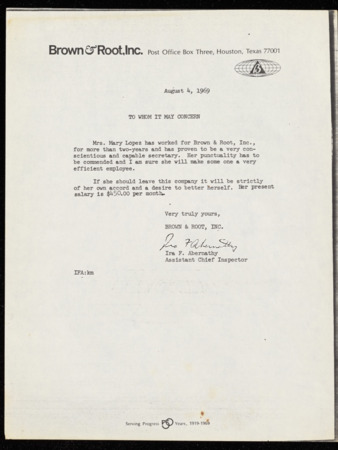 Brown & Root, Inc. Post Office Box Three, Houston, Texas 77001
August 4, 1969
TO WHOM IT MAY CONCERN
Mrs. Mary Lopez has worked for Brown & Root, Inc.,
for more than two-years and has proven to be a very con-
scientious and capable secretary. Her punctuality has to
be commended and I am sure she will make some one a very
efficient employee.
If she should leave this company it will be strictly
of her own accord and a desire to better herself. Her present
salary is $450.00 per month.
Very truly yours,
BROWN & ROOT, INC.
Ira F Abernathy
Ira F. Abernathy
Assistant Chief Inspector
IFA:km
Serving Progress 50 Years, 1919-1969